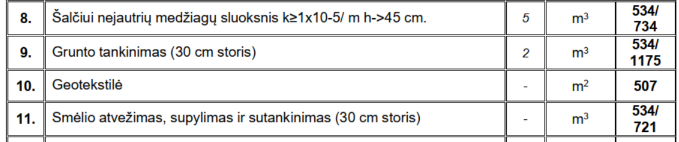 8. Šalčiui nejautrių medžiagų sluoksnis k≥1x10-5/ m h->45 cm. 5 m³ 534/
734
9. Grunto tankinimas (30 cm storis) 2 m³ 534/
1175
10. Geotekstilė - m² 507
11. Smėlio atvežimas, supylimas ir sutankinimas (30 cm storis) - m³ 534/
721